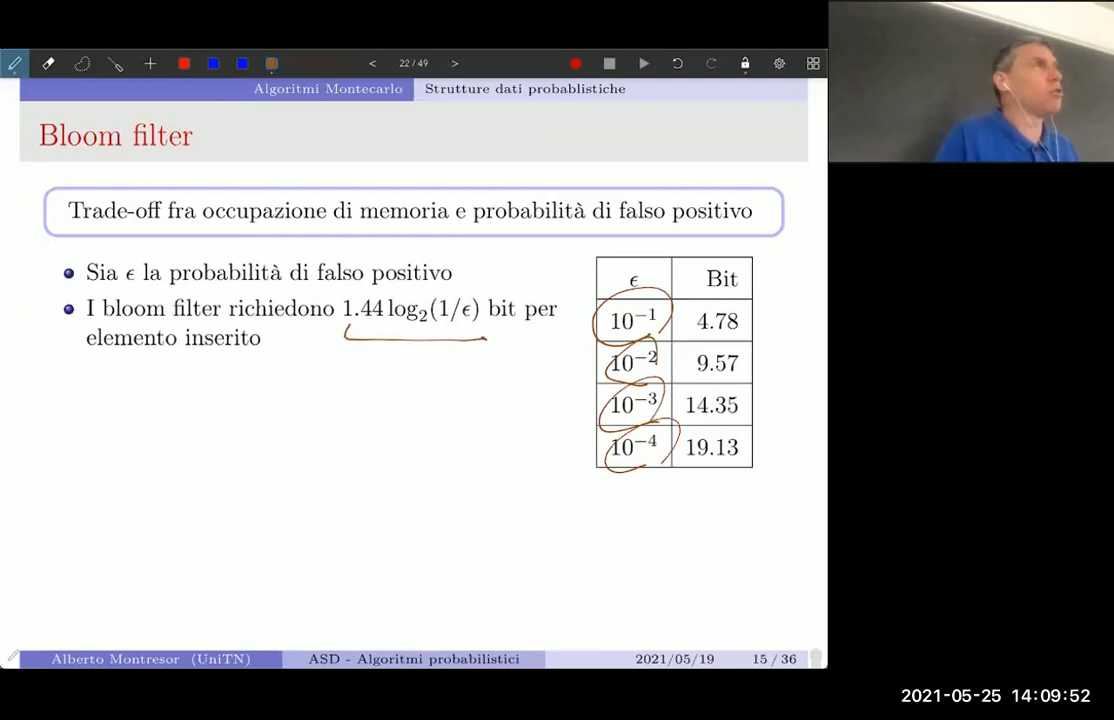 22 / 49
Algoritmi Montecarlo Strutture dati probablistiche
Bloom filter
Trade-off fra occupazione di memoria e probabilità di falso positivo
Sia ϵ la probabilità di falso positivo
I bloom filter richiedono 1.44 log₂(1/ϵ) bit per
elemento inserito
ϵ Bit
10⁻¹ 4.78
10⁻² 9.57
10⁻³ 14.35
10⁻⁴ 19.13
Alberto Montresor (UniTN) ASD - Algoritmi probabilistici 2021/05/19 15 / 36
2021-05-25 14:09:52